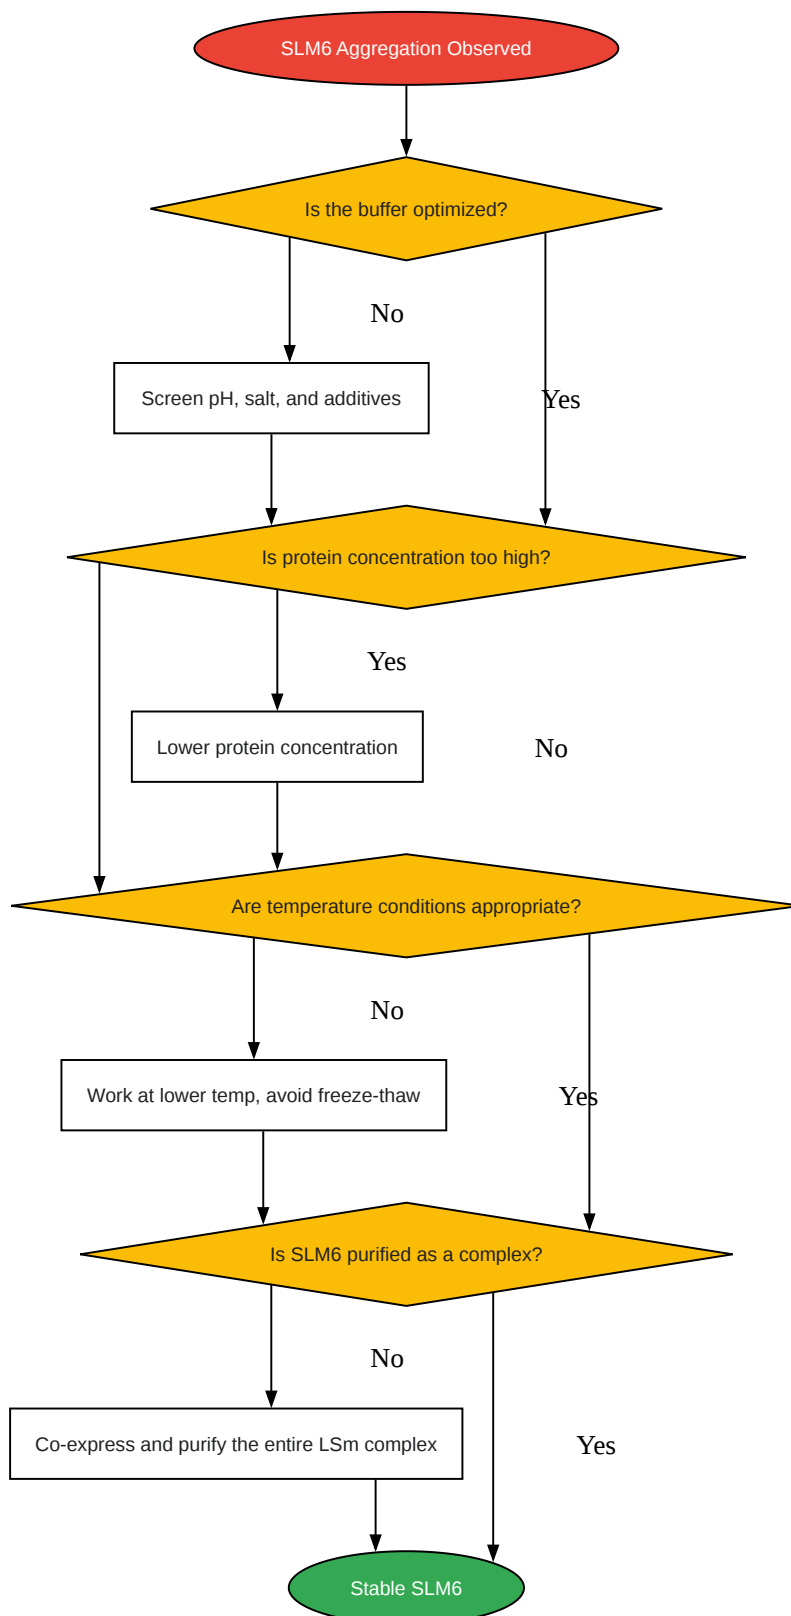 SLM6 Aggregation Observed
Is the buffer optimized?
No
Screen pH, salt, and additives
Yes
Is protein concentration too high?
Yes
Lower protein concentration
No
Are temperature conditions appropriate?
No
Work at lower temp, avoid freeze-thaw
Yes
Is SLM6 purified as a complex?
No
Co-express and purify the entire LSm complex
Yes
Stable SLM6